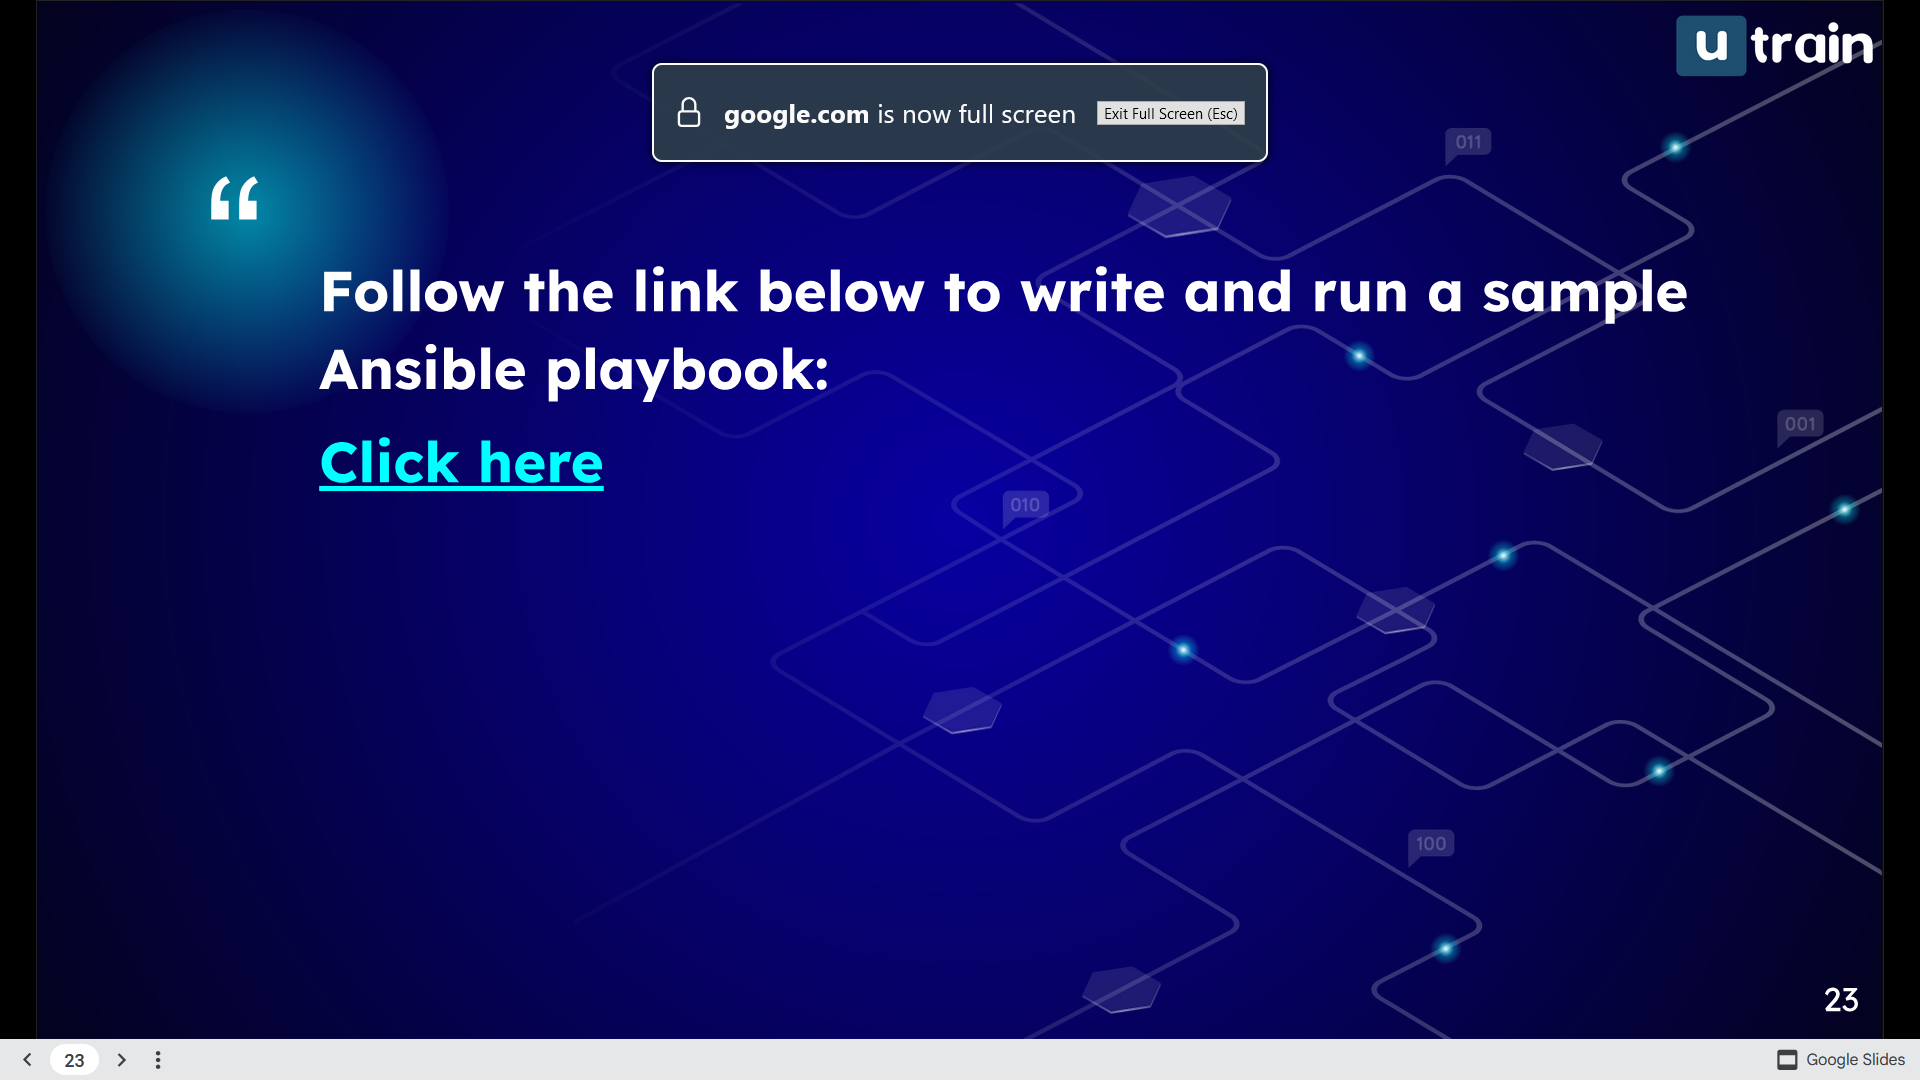 u train
google.com is now full screen Exit Full Screen (Esc)
011
“
Follow the link below to write and run a sample
Ansible playbook:
001
Click here
010
100
23
23
Google Slides